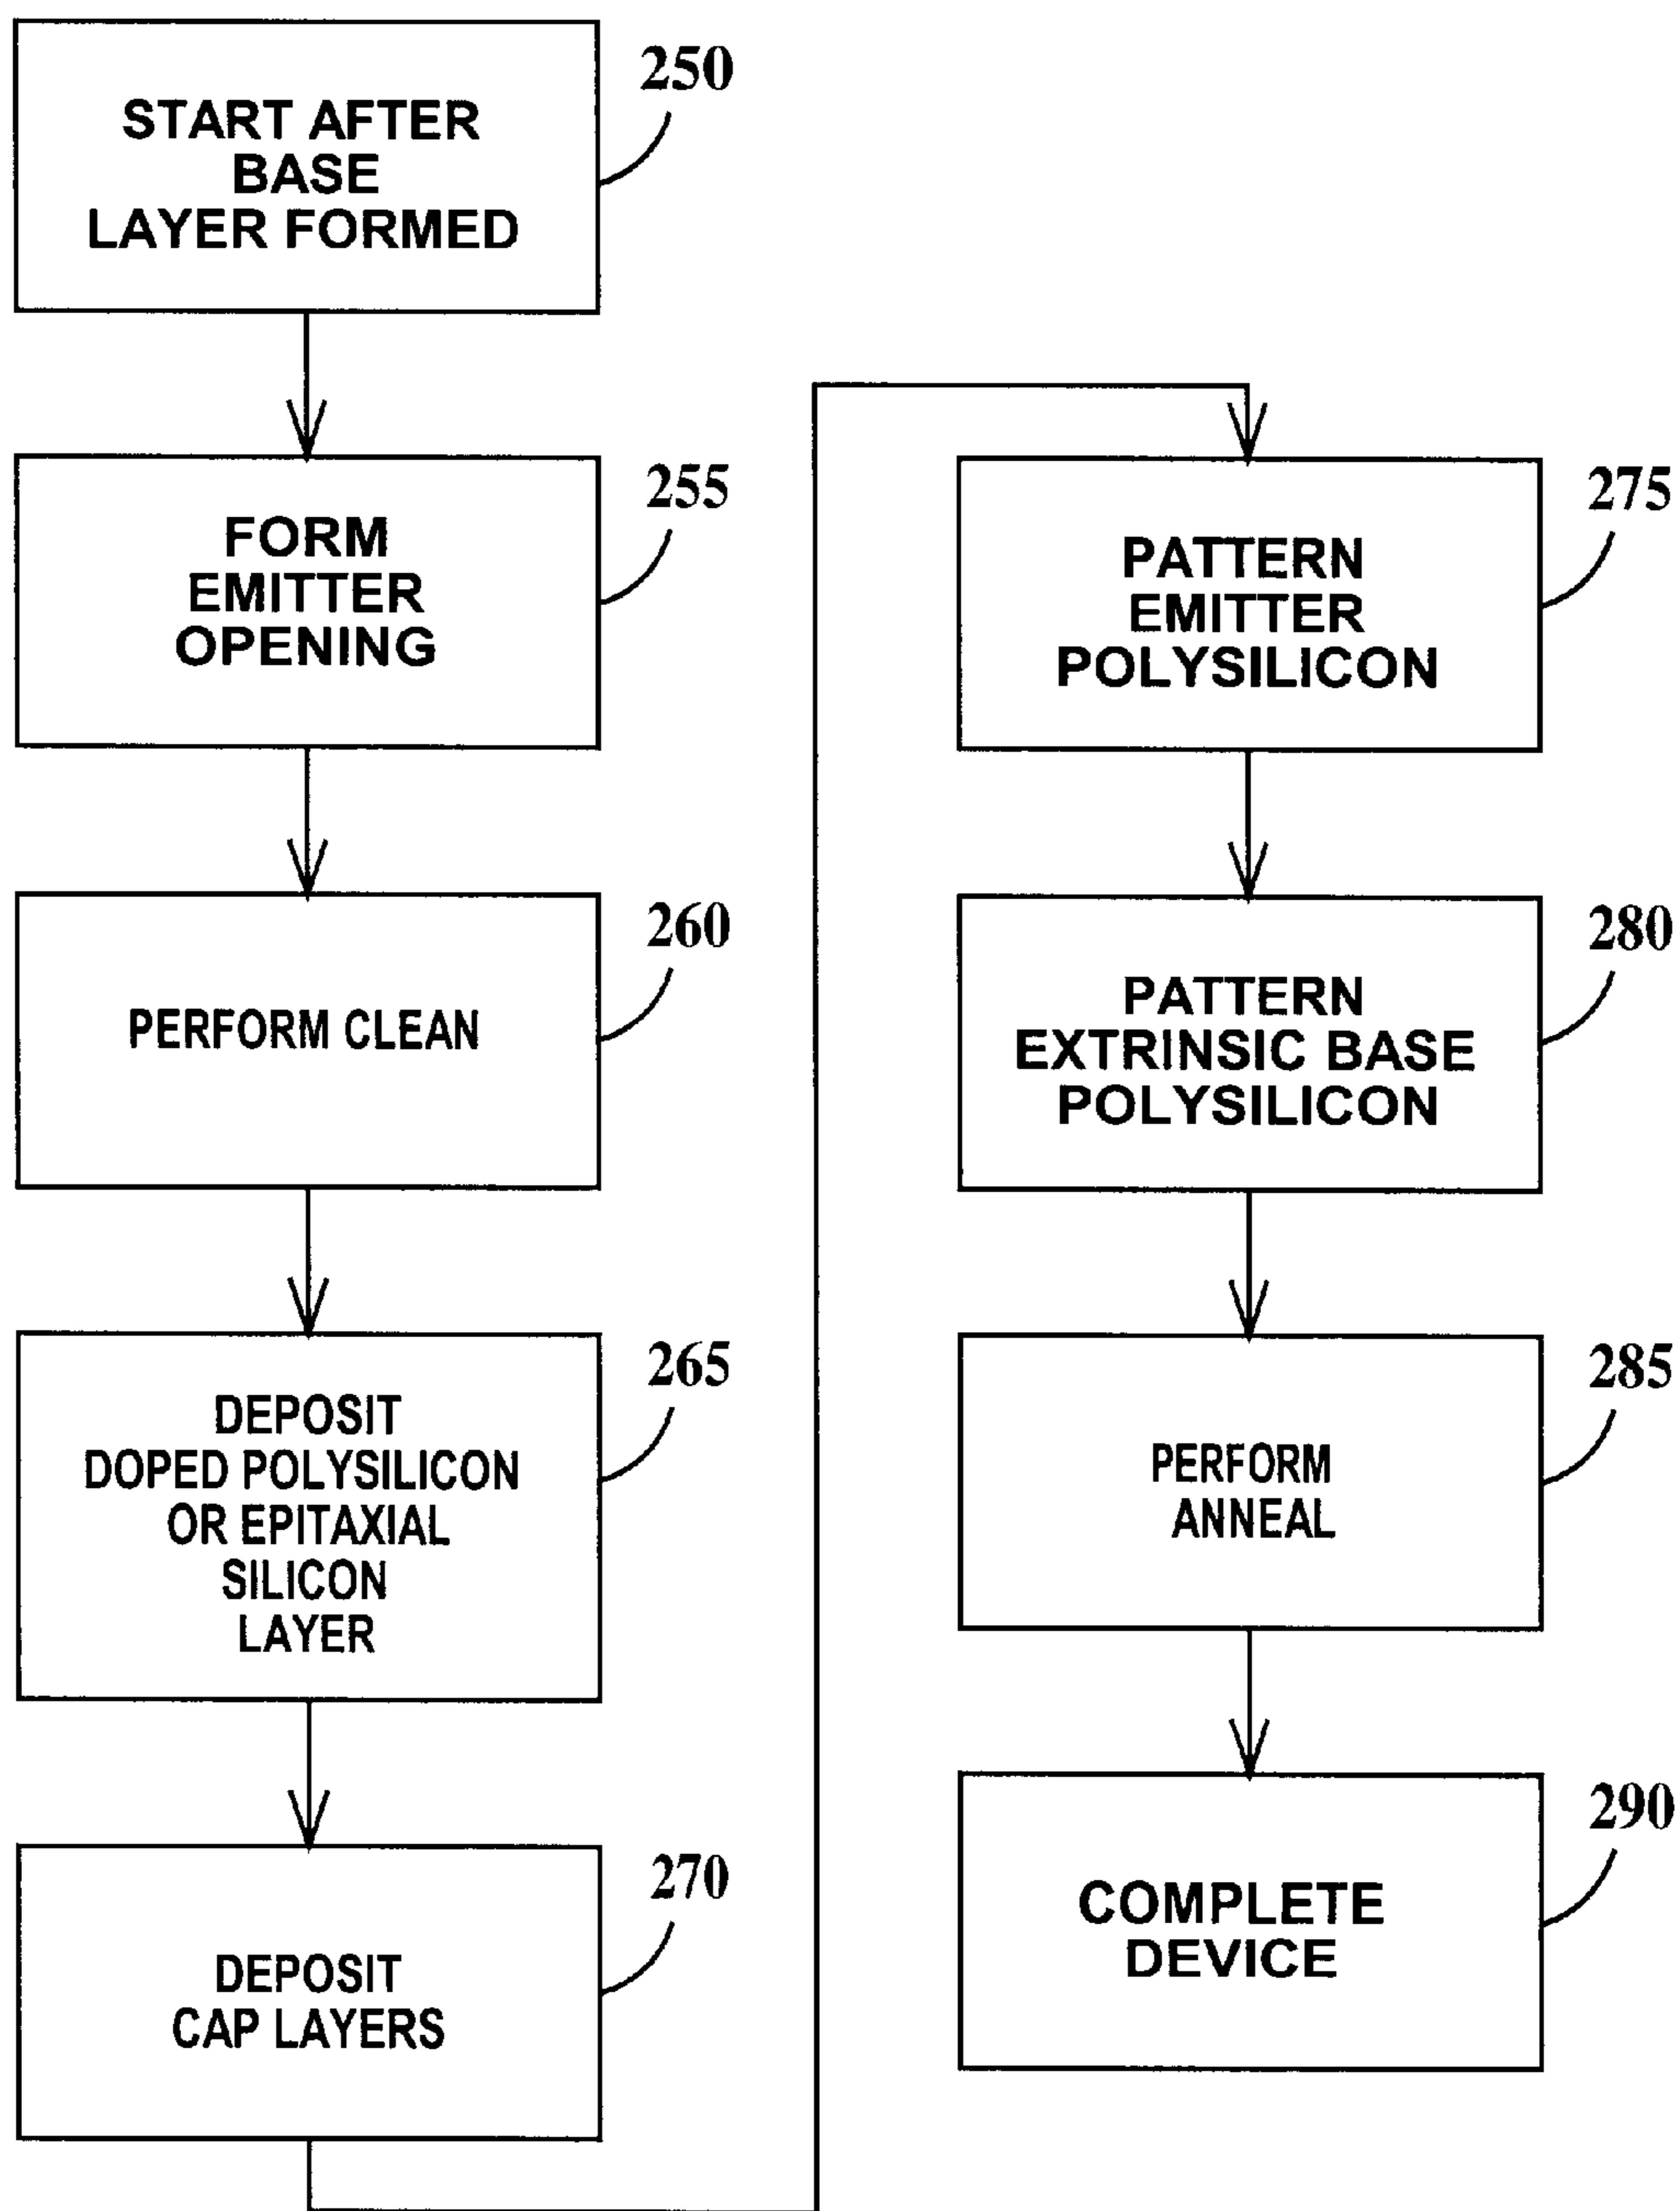 250
START AFTER
BASE
LAYER FORMED
255
FORM
EMITTER
OPENING
260
PERFORM CLEAN
265
DEPOSIT
DOPED POLYSILICON
OR EPITAXIAL
SILICON
LAYER
270
DEPOSIT
CAP LAYERS
275
PATTERN
EMITTER
POLYSILICON
280
PATTERN
EXTRINSIC BASE
POLYSILICON
285
PERFORM
ANNEAL
290
COMPLETE
DEVICE